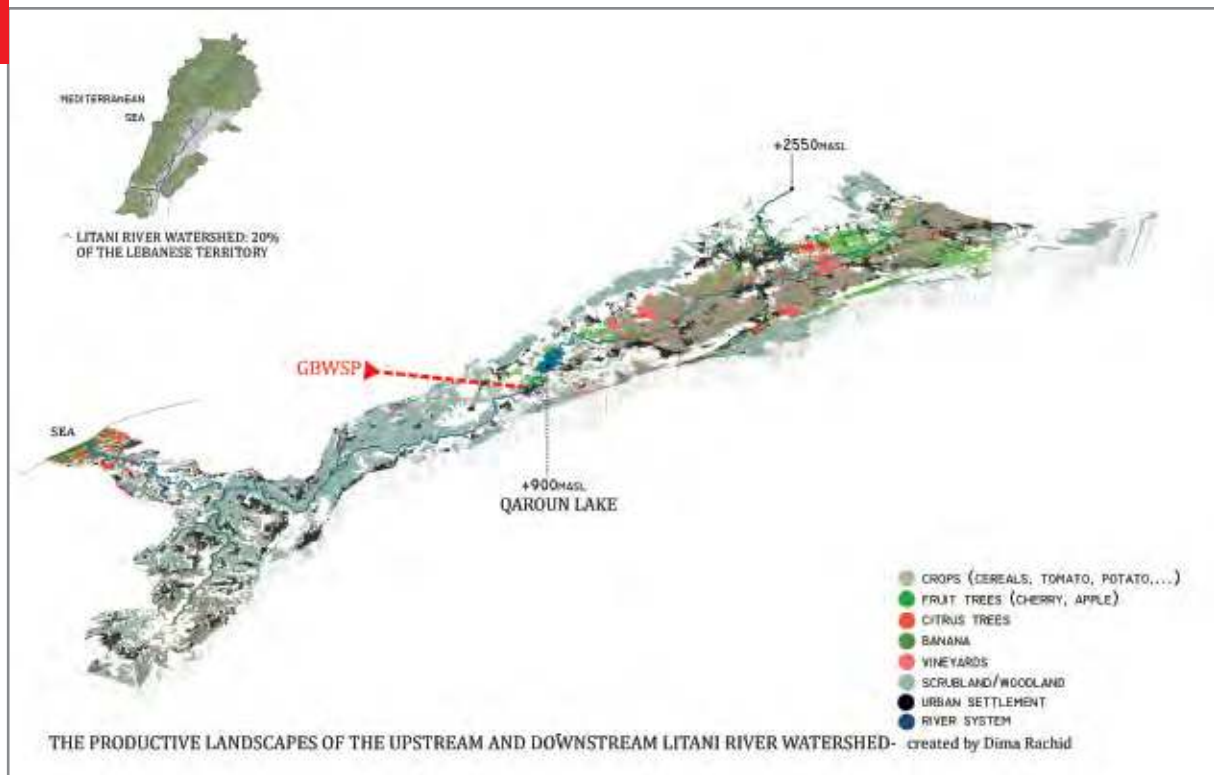 MEDITERRANEAN
SEA
LITANI RIVER WATERSHED: 20%
OF THE LEBANESE TERRITORY
+2550MASL
GBWSP
SEA
+900MASL
QAROUN LAKE
CROPS (CEREALS, TOMATO, POTATO,...)
FRUIT TREES (CHERRY, APPLE)
CITRUS TREES
BANANA
VINEYARDS
SCRUBLAND/WOODLAND
URBAN SETTLEMENT
RIVER SYSTEM
THE PRODUCTIVE LANDSCAPES OF THE UPSTREAM AND DOWNSTREAM LITANI RIVER WATERSHED- created by Dima Rachid